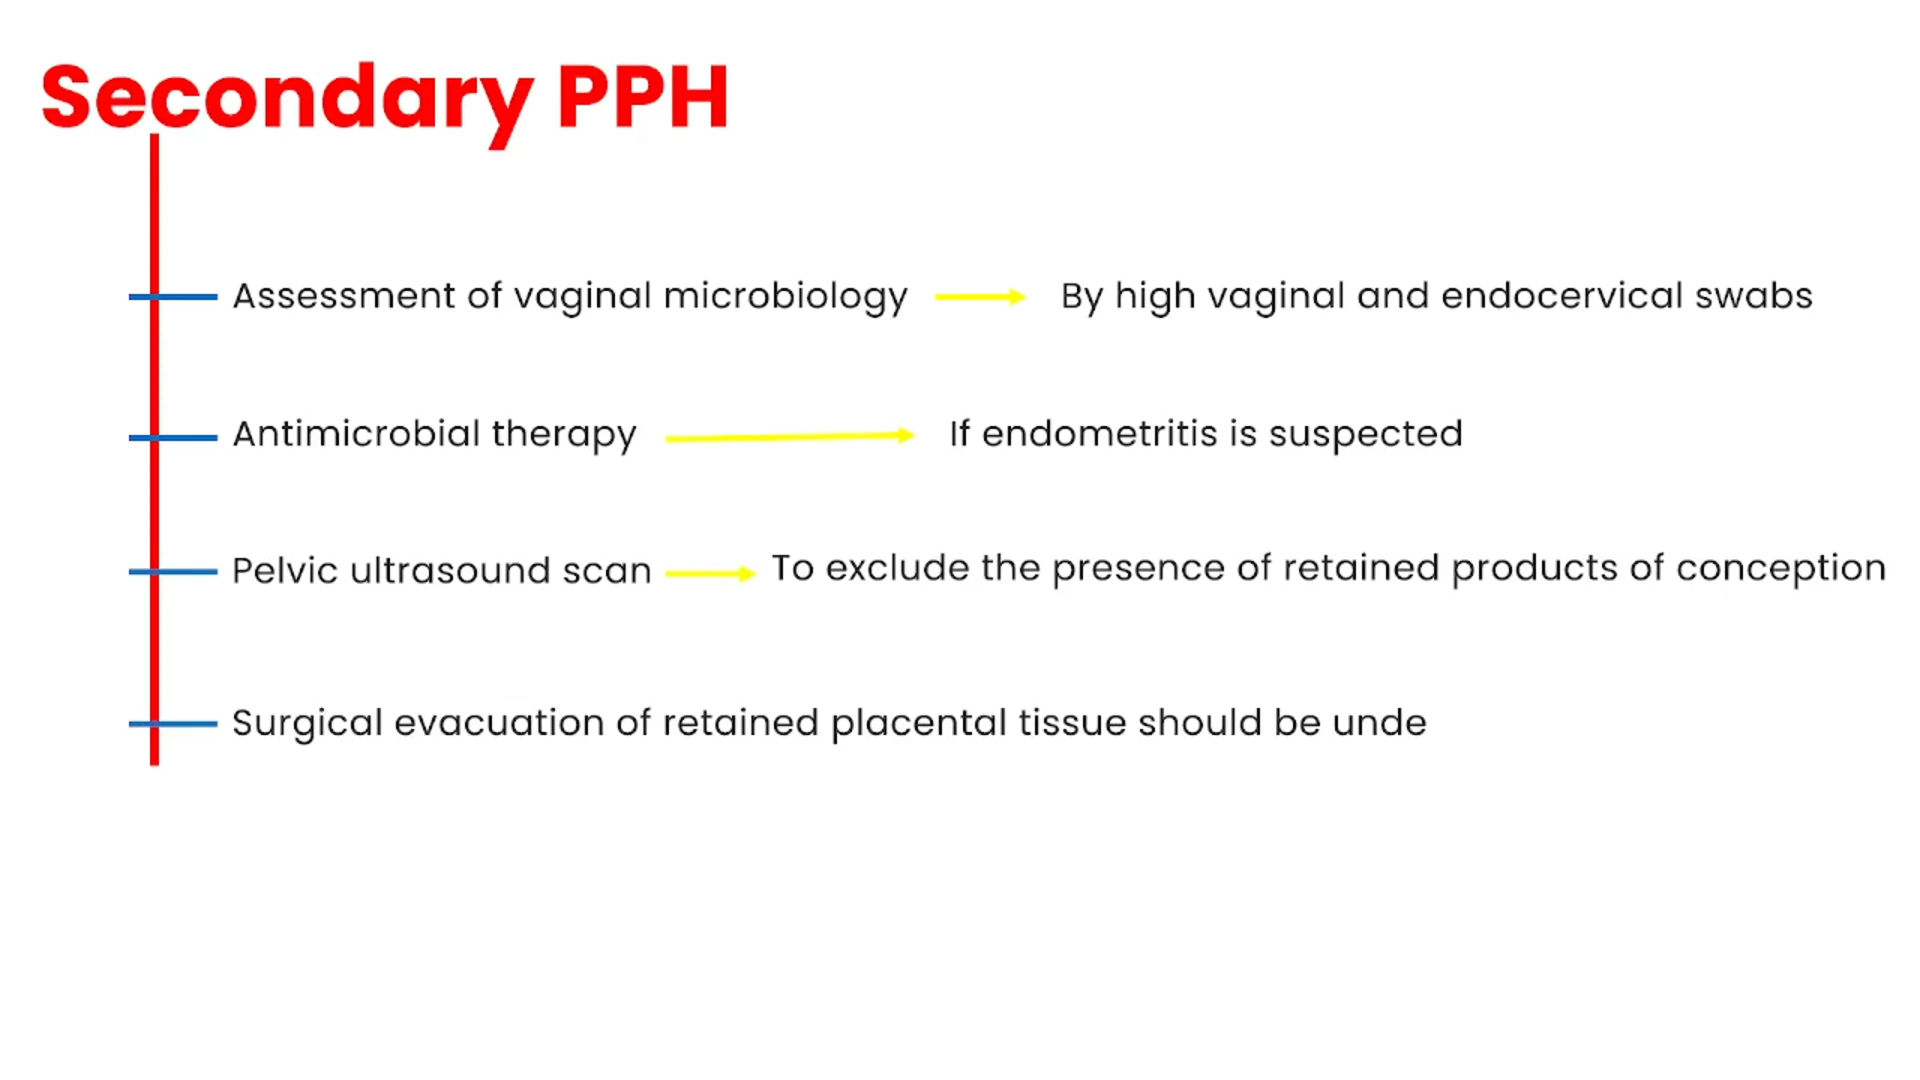 Secondary PPH
Assessment of vaginal microbiology By high vaginal and endocervical swabs
Antimicrobial therapy If endometritis is suspected
Pelvic ultrasound scan To exclude the presence of retained products of conception
Surgical evacuation of retained placental tissue should be unde